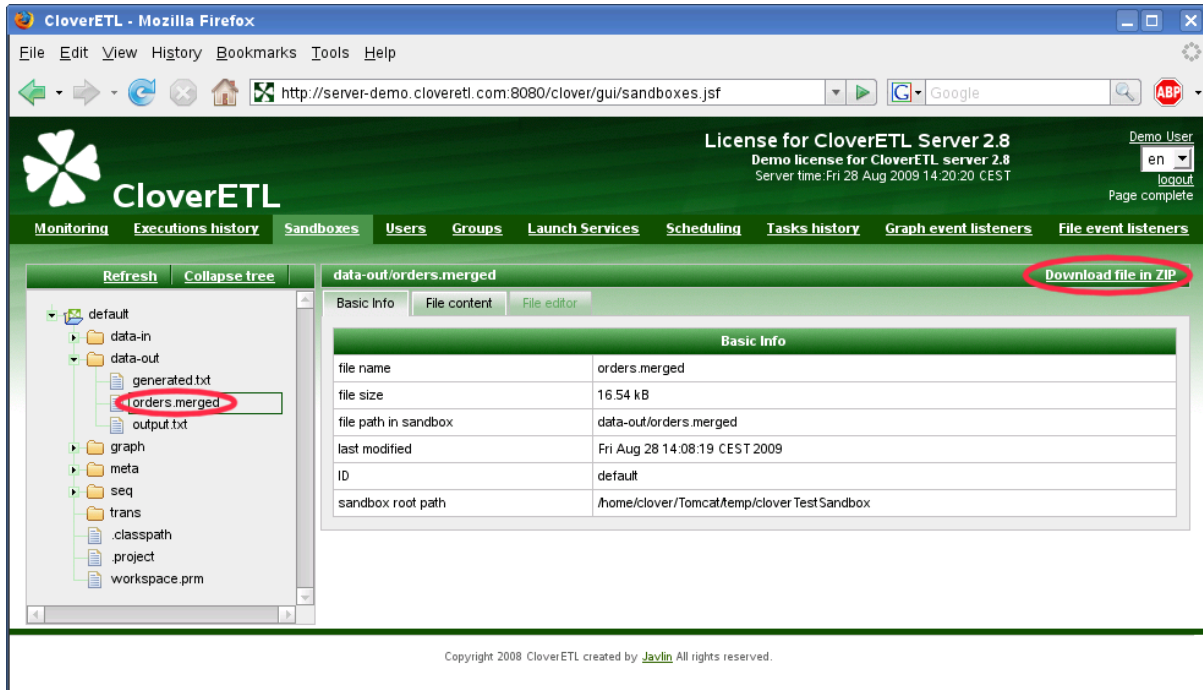 CloverETL - Mozilla Firefox
File Edit View History Bookmarks Tools Help
http://server-demo.cloveretl.com:8080/clover/gui/sandboxes.jsf
G
Google
ABP
CloverETL
License for CloverETL Server 2.8
Demo license for CloverETL server 2.8
Server time:Fri 28 Aug 2009 14:20:20 CEST
Demo User
en
logout
Page complete
Monitoring Executions history Sandboxes Users Groups Launch Services Scheduling Tasks history Graph event listeners File event listeners
Refresh Collapse tree
default
data-in
data-out
generated.txt
orders.merged
output.txt
graph
meta
seq
trans
.classpath
.project
workspace.prm
data-out/orders.merged
Download file in ZIP
Basic Info File content File editor
Basic Info
file name orders.merged
file size 16.54 kB
file path in sandbox data-out/orders.merged
last modified Fri Aug 28 14:08:19 CEST 2009
ID default
sandbox root path /home/clover/Tomcat/temp/cloverTestSandbox
Copyright 2008 CloverETL created by Javlin All rights reserved.